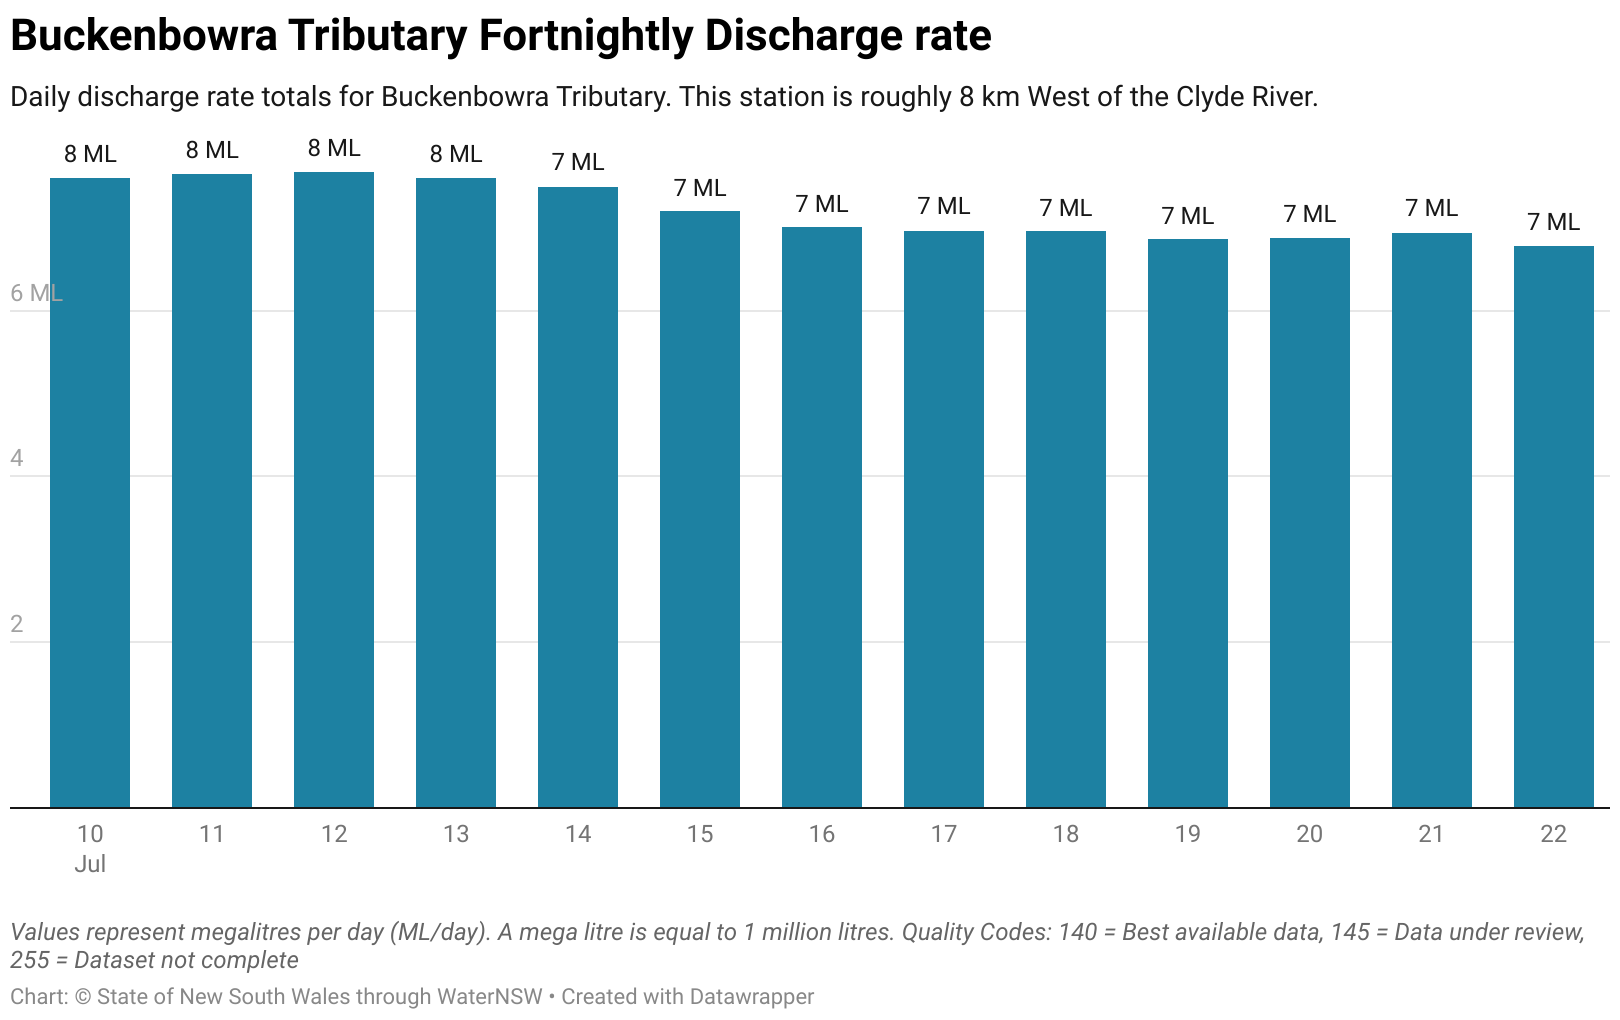 Buckenbowra Tributary Fortnightly Discharge rate
Daily discharge rate totals for Buckenbowra Tributary. This station is roughly 8 km West of the Clyde River.
8 ML 8 ML 8 ML 8 ML 7 ML 7 ML 7 ML 7 ML 7 ML 7 ML 7 ML 7 ML 7 ML
6 ML
4
2
10 11 12 13 14 15 16 17 18 19 20 21 22
Jul
Values represent megalitres per day (ML/day). A mega litre is equal to 1 million litres. Quality Codes: 140 = Best available data, 145 = Data under review,
255 = Dataset not complete
Chart: © State of New South Wales through WaterNSW • Created with Datawrapper